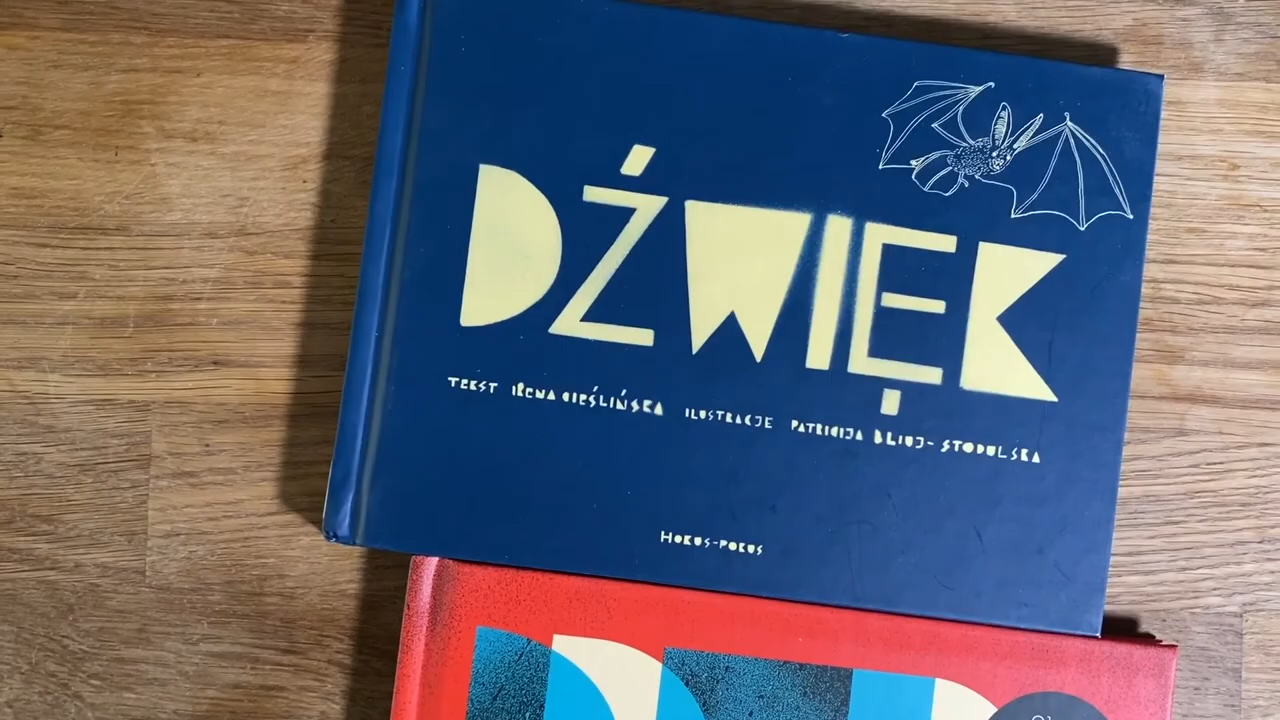 DŹWIĘK
TEKST IRENA CIEŚLIŃSKA ILUSTRACJE PATRICIJA BLIUJ-STODULSKA
HOKUS-POKUS